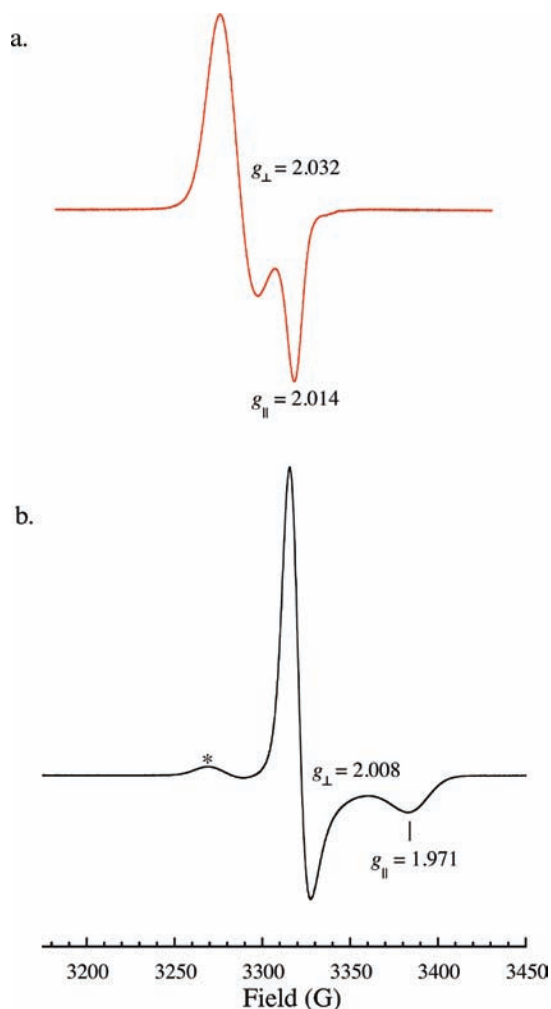 a.
g⊥ = 2.032
g∥ = 2.014
b.
*
g⊥ = 2.008
g∥ = 1.971
3200 3250 3300 3350 3400 3450
Field (G)